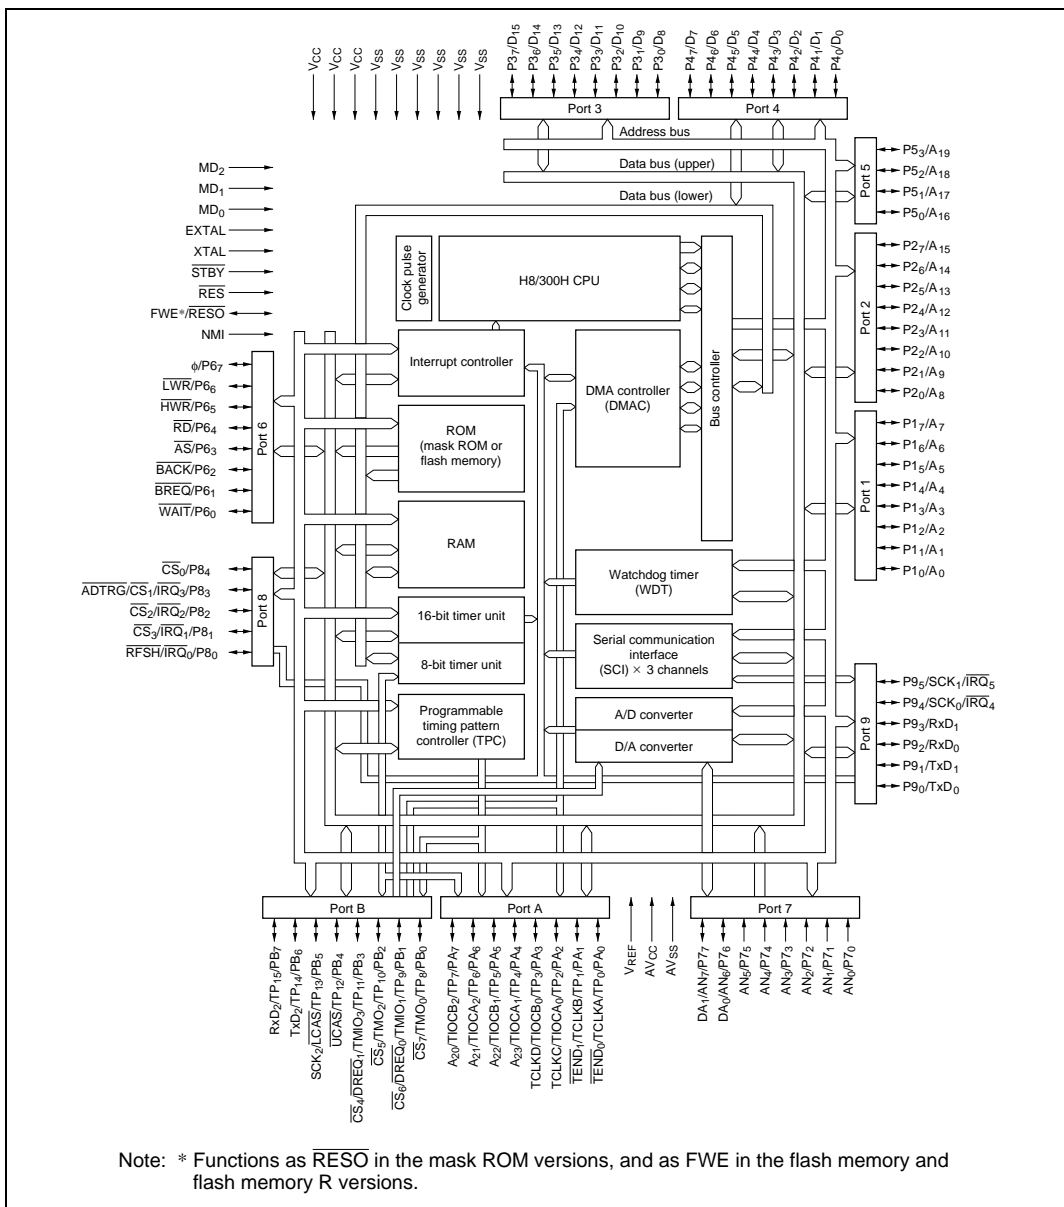 VCC
VCC
VCC
VSS
VSS
VSS
VSS
VSS
VSS
P37/D15
P36/D14
P35/D13
P34/D12
P33/D11
P32/D10
P31/D9
P30/D8
P47/D7
P46/D6
P45/D5
P44/D4
P43/D3
P42/D2
P41/D1
P40/D0
Port 3
Port 4
Address bus
Data bus (upper)
Data bus (lower)
MD2
MD1
MD0
EXTAL
XTAL
STBY
RES
FWE*/RESO
NMI
Port 5
P53/A19
P52/A18
P51/A17
P50/A16
Clock pulse
generator
H8/300H CPU
Port 2
P27/A15
P26/A14
P25/A13
P24/A12
P23/A11
P22/A10
P21/A9
P20/A8
Interrupt controller
DMA controller
(DMAC)
Bus controller
φ/P67
LWR/P66
HWR/P65
RD/P64
AS/P63
BACK/P62
BREQ/P61
WAIT/P60
Port 6
ROM
(mask ROM or
flash memory)
Port 1
P17/A7
P16/A6
P15/A5
P14/A4
P13/A3
P12/A2
P11/A1
P10/A0
RAM
CS0/P84
ADTRG/CS1/IRQ3/P83
CS2/IRQ2/P82
CS3/IRQ1/P81
RFSH/IRQ0/P80
Port 8
Watchdog timer
(WDT)
16-bit timer unit
8-bit timer unit
Serial communication
interface
(SCI) × 3 channels
Programmable
timing pattern
controller (TPC)
A/D converter
D/A converter
Port 9
P95/SCK1/IRQ5
P94/SCK0/IRQ4
P93/RxD1
P92/RxD0
P91/TxD1
P90/TxD0
Port B
Port A
Port 7
RxD2/TP15/PB7
TxD2/TP14/PB6
SCK2/LCAS/TP13/PB5
UCAS/TP12/PB4
CS4/DREQ1/TMIO3/TP11/PB3
CS5/TMO2/TP10/PB2
CS6/DREQ0/TMIO1/TP9/PB1
CS7/TMO0/TP8/PB0
A20/TIOCB2/TP7/PA7
A21/TIOCA2/TP6/PA6
A22/TIOCB1/TP5/PA5
A23/TIOCA1/TP4/PA4
TCLKD/TIOCB0/TP3/PA3
TCLKC/TIOCA0/TP2/PA2
TEND1/TCLKB/TP1/PA1
TEND0/TCLKA/TP0/PA0
VREF
AVCC
AVSS
DA1/AN7/P77
DA0/AN6/P76
AN5/P75
AN4/P74
AN3/P73
AN2/P72
AN1/P71
AN0/P70
Note: * Functions as RESO in the mask ROM versions, and as FWE in the flash memory and
flash memory R versions.